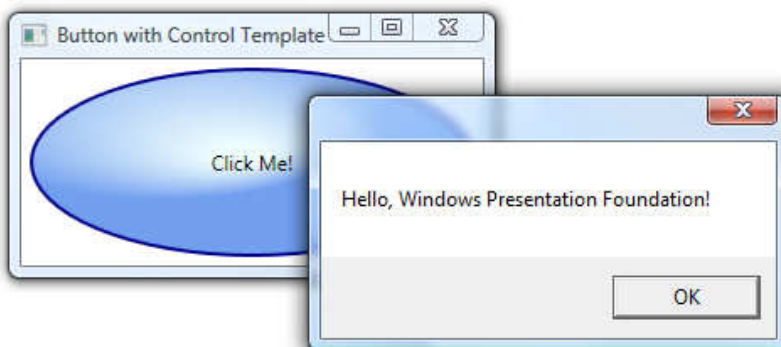 Button with Control Template
Click Me!
Hello, Windows Presentation Foundation!
OK